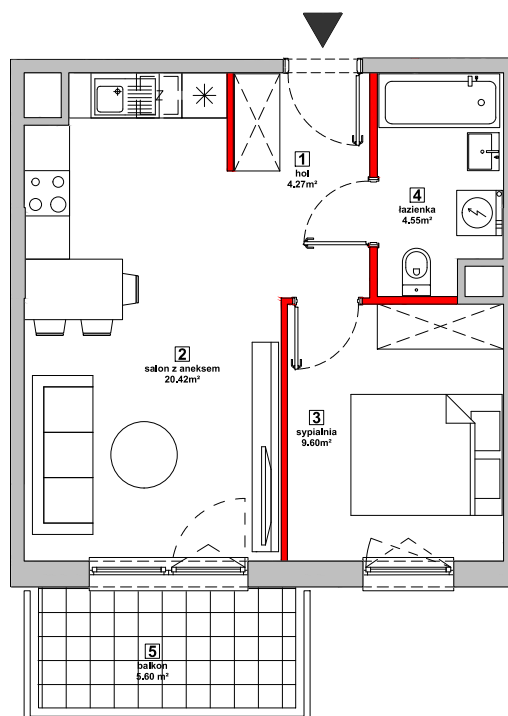 Z
1
hol
4.27m²
4
łazienka
4.55m²
2
salon z aneksem
20.42m²
3
sypialnia
9.60m²
5
balkon
5.60 m²